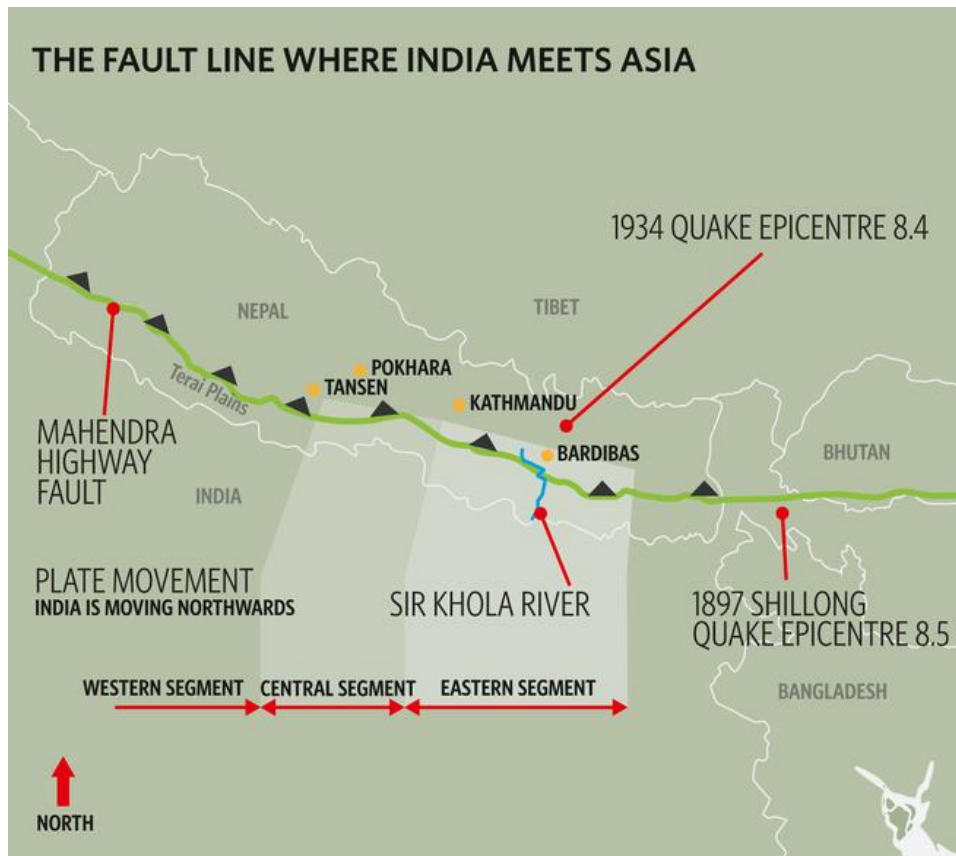 THE FAULT LINE WHERE INDIA MEETS ASIA
1934 QUAKE EPICENTRE 8.4
NEPAL
TIBET
POKHARA
TANSEN
Terai Plains
KATHMANDU
MAHENDRA
HIGHWAY
FAULT
BARDIBAS
BHUTAN
INDIA
PLATE MOVEMENT
INDIA IS MOVING NORTHWARDS
SIR KHOLA RIVER
1897 SHILLONG
QUAKE EPICENTRE 8.5
BANGLADESH
WESTERN SEGMENT
CENTRAL SEGMENT
EASTERN SEGMENT
NORTH